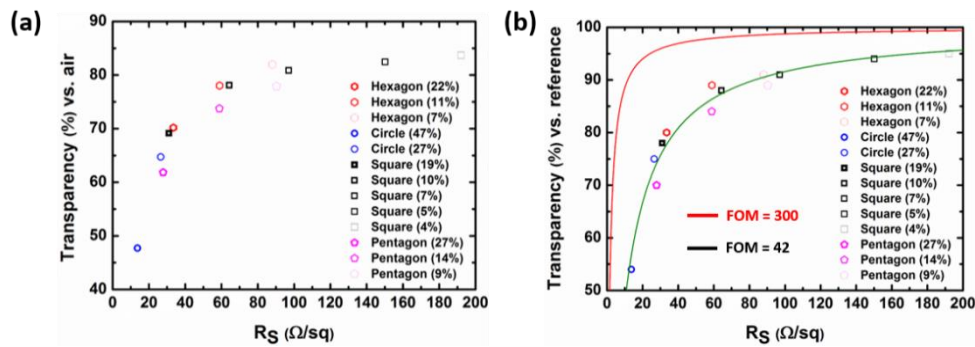 (a)
Transparency (%) vs. air
90
80
70
60
50
40
0 20 40 60 80 100 120 140 160 180 200
R_S (Ω/sq)
Hexagon (22%)
Hexagon (11%)
Hexagon (7%)
Circle (47%)
Circle (27%)
Square (19%)
Square (10%)
Square (7%)
Square (5%)
Square (4%)
Pentagon (27%)
Pentagon (14%)
Pentagon (9%)
(b)
Transparency (%) vs. reference
100
90
80
70
60
50
0 20 40 60 80 100 120 140 160 180 200
R_S (Ω/sq)
Hexagon (22%)
Hexagon (11%)
Hexagon (7%)
Circle (47%)
Circle (27%)
Square (19%)
Square (10%)
Square (7%)
Square (5%)
Square (4%)
Pentagon (27%)
Pentagon (14%)
Pentagon (9%)
FOM = 300
FOM = 42